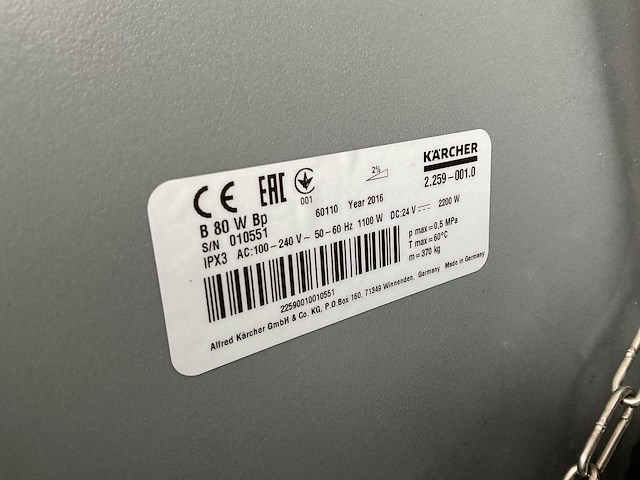 CE EAC 001 2% KÄRCHER
B 80 W Bp 2.259-001.0
S/N 010551 60110 Year 2016
IPX3 AC:100-240 V~ 50-60 Hz 1100 W DC:24 V 2200 W
p max=0,5 MPa
T max=60°C
m=370 kg
22590010010551
Alfred Kärcher GmbH & Co. KG, P.O.Box 160, 71349 Winnenden, Germany Made in Germany